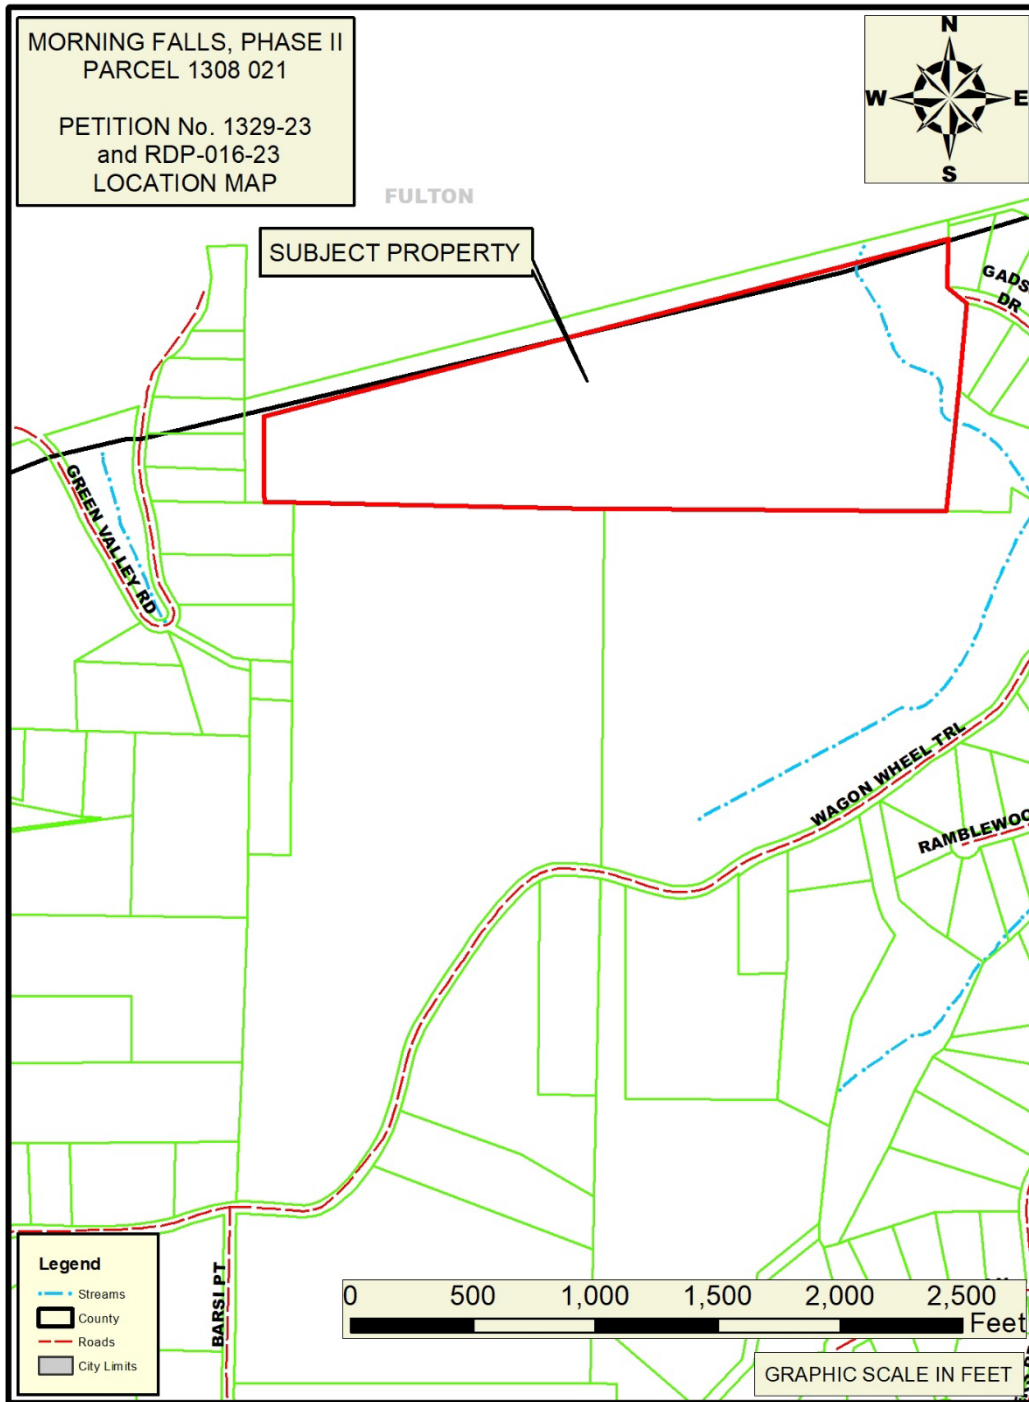 MORNING FALLS, PHASE II
PARCEL 1308 021
PETITION No. 1329-23
and RDP-016-23
LOCATION MAP
N
W
E
S
FULTON
SUBJECT PROPERTY
GADS
DR
GREEN VALLEY RD
WAGON WHEEL TRL
RAMBLEWOO
BARSI PT
Legend
Streams
County
Roads
City Limits
0 500 1,000 1,500 2,000 2,500
Feet
GRAPHIC SCALE IN FEET